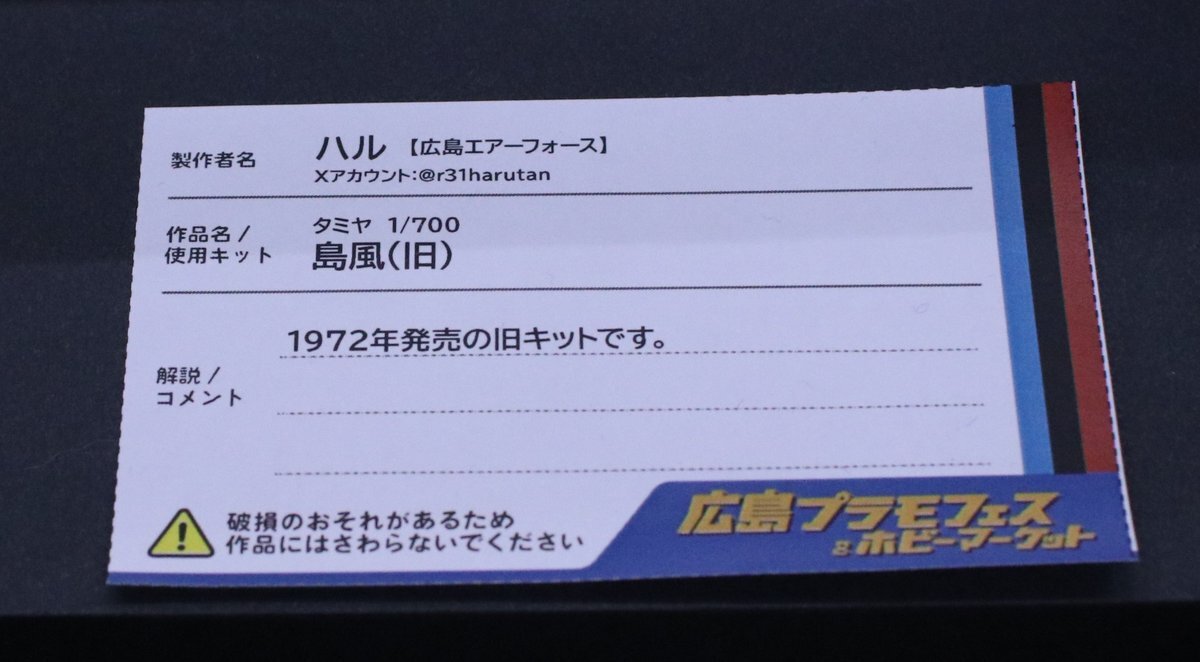 製作者名
ハル 【広島エアーフォース】
Xアカウント:@r31harutan
作品名/
使用キット
タミヤ 1/700
島風(旧)
解説/
コメント
1972年発売の旧キットです。
破損のおそれがあるため
作品にはさわらないでください
広島プラモフェス
&ホビーマーケット